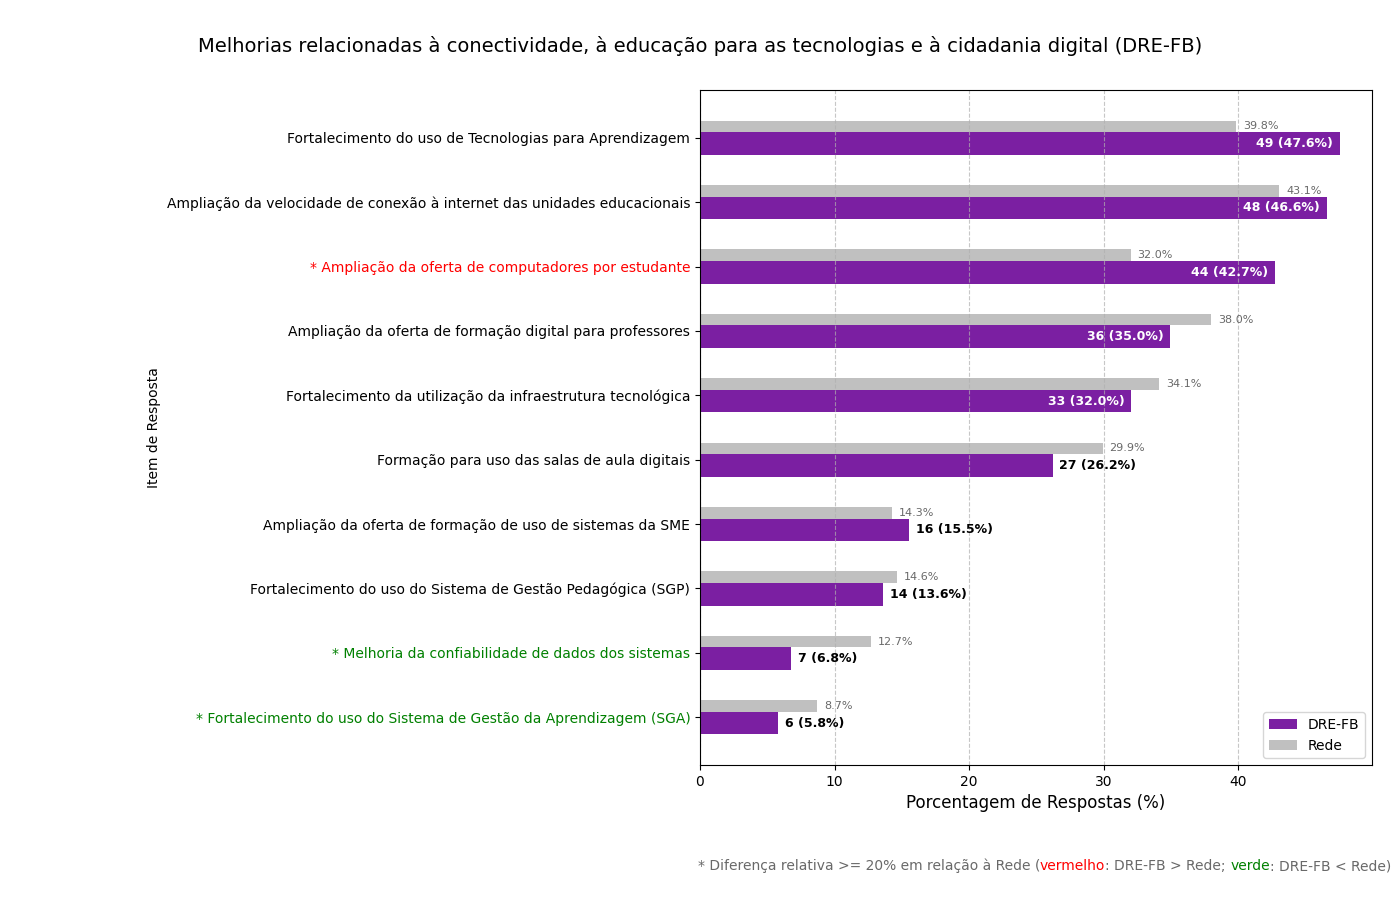 Melhorias relacionadas à conectividade, à educação para as tecnologias e à cidadania digital (DRE-FB)
Item de Resposta
Fortalecimento do uso de Tecnologias para Aprendizagem
39.8%
49 (47.6%)
Ampliação da velocidade de conexão à internet das unidades educacionais
43.1%
48 (46.6%)
* Ampliação da oferta de computadores por estudante
32.0%
44 (42.7%)
Ampliação da oferta de formação digital para professores
38.0%
36 (35.0%)
Fortalecimento da utilização da infraestrutura tecnológica
34.1%
33 (32.0%)
Formação para uso das salas de aula digitais
29.9%
27 (26.2%)
Ampliação da oferta de formação de uso de sistemas da SME
14.3%
16 (15.5%)
Fortalecimento do uso do Sistema de Gestão Pedagógica (SGP)
14.6%
14 (13.6%)
* Melhoria da confiabilidade de dados dos sistemas
12.7%
7 (6.8%)
* Fortalecimento do uso do Sistema de Gestão da Aprendizagem (SGA)
8.7%
6 (5.8%)
DRE-FB
Rede
0 10 20 30 40
Porcentagem de Respostas (%)
* Diferença relativa >= 20% em relação à Rede (vermelho: DRE-FB > Rede; verde: DRE-FB < Rede)